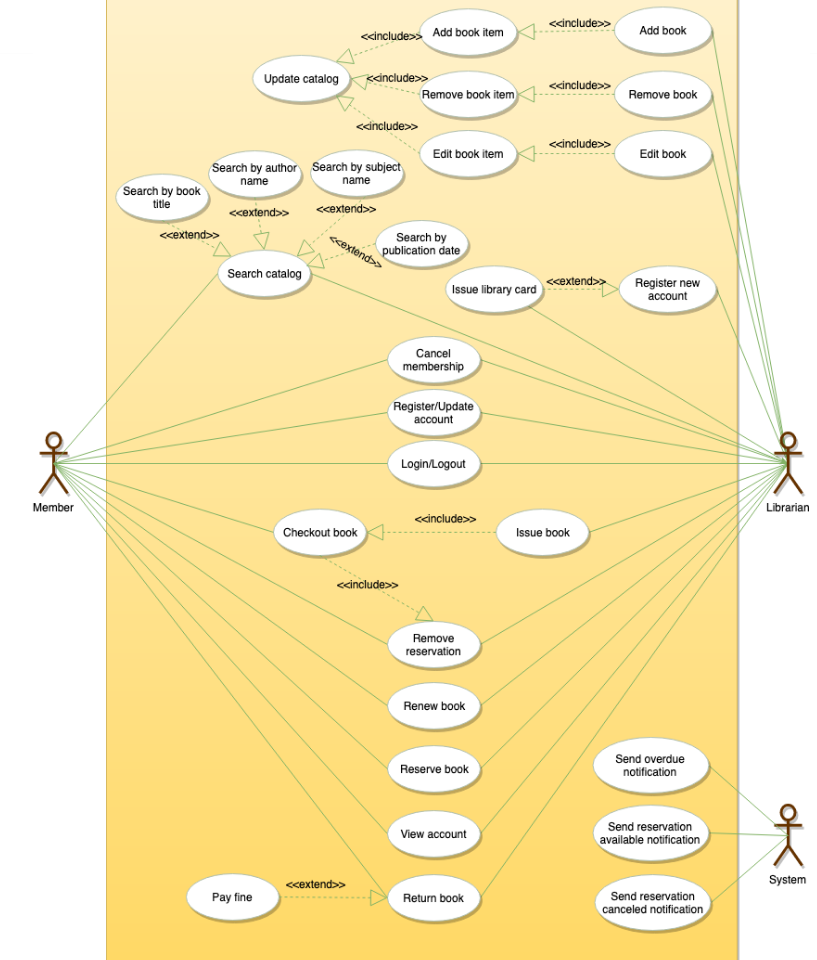 <<include>>
Add book item
<<include>>
Add book
Update catalog
<<include>>
Remove book item
<<include>>
Remove book
<<include>>
Edit book item
<<include>>
Edit book
Search by book
title
Search by author
name
Search by subject
name
<<extend>>
<<extend>>
<<extend>>
<<extend>>
Search by
publication date
Search catalog
Issue library card
<<extend>>
Register new
account
Cancel
membership
Register/Update
account
Login/Logout
Member
Librarian
Checkout book
<<include>>
Issue book
<<include>>
Remove
reservation
Renew book
Reserve book
Send overdue
notification
View account
Send reservation
available notification
System
Pay fine
<<extend>>
Return book
Send reservation
canceled notification